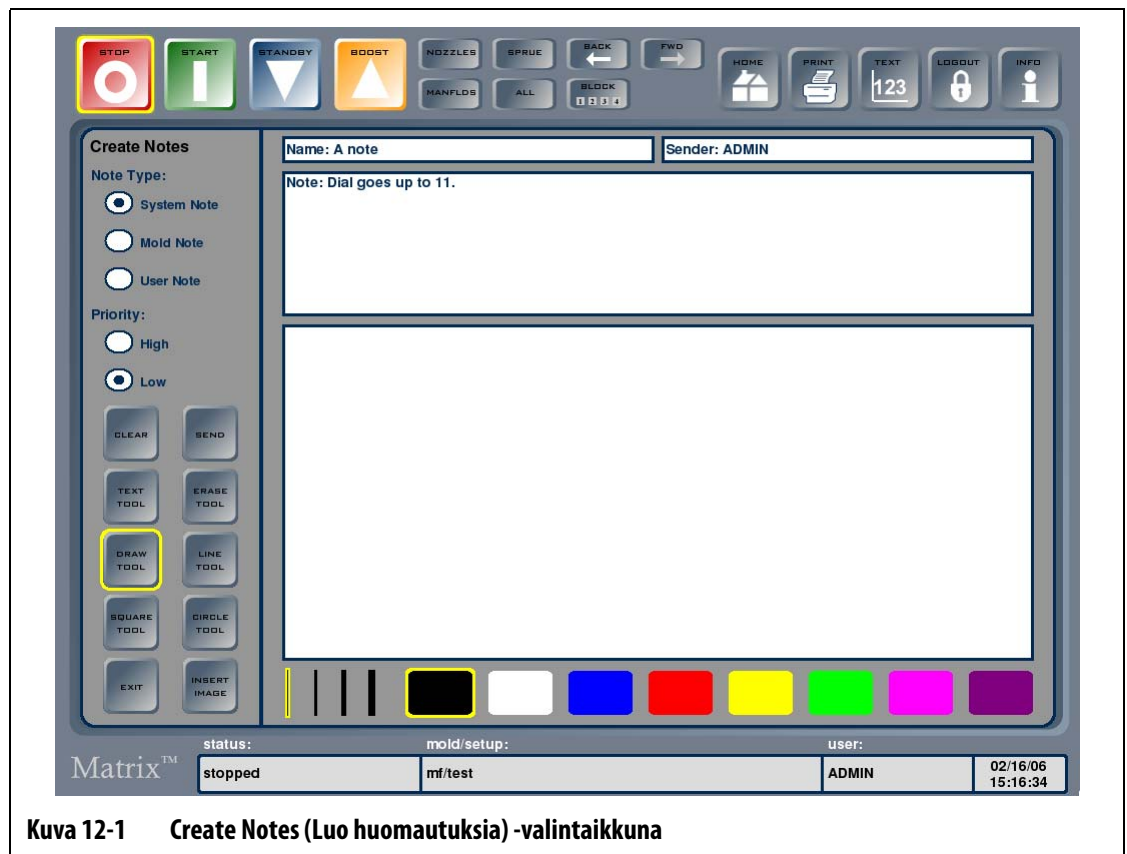 STOP START STANDBY BOOST NOZZLES SPRUE BACK FWD
MANFLDS ALL BLOCK
1 2 3 4
HOME PRINT TEXT LOGOUT INFO
123
Create Notes
Note Type:
System Note
Mold Note
User Note
Priority:
High
Low
CLEAR SEND
TEXT TOOL ERASE TOOL
DRAW TOOL LINE TOOL
SQUARE TOOL CIRCLE TOOL
EXIT INSERT IMAGE
Name: A note Sender: ADMIN
Note: Dial goes up to 11.
status: mold/setup: user:
Matrix™ stopped mf/test ADMIN 02/16/06
15:16:34
Kuva 12-1 Create Notes (Luo huomautuksia) -valintaikkuna